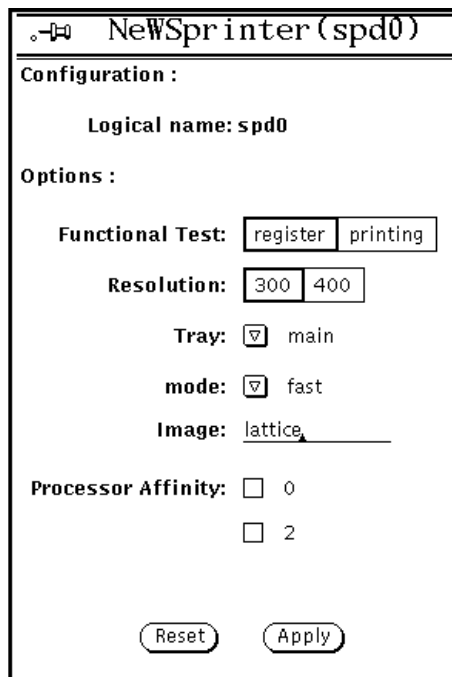 NeWSprinter(spd0)
Configuration :
Logical name: spd0
Options :
Functional Test: register printing
Resolution: 300 400
Tray: main
mode: fast
Image: lattice
Processor Affinity: 0
2
Reset Apply